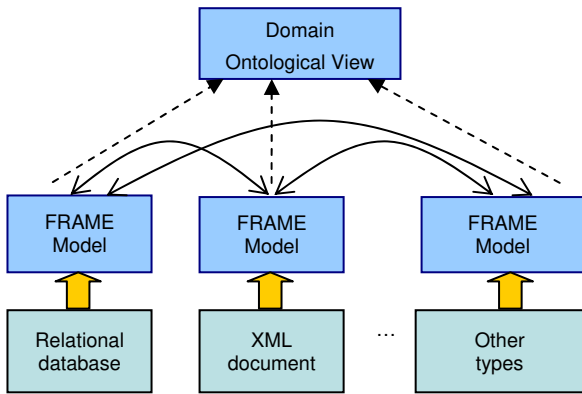 Domain
Ontological View
FRAME
Model
FRAME
Model
FRAME
Model
Relational
database
XML
document
...
Other
types